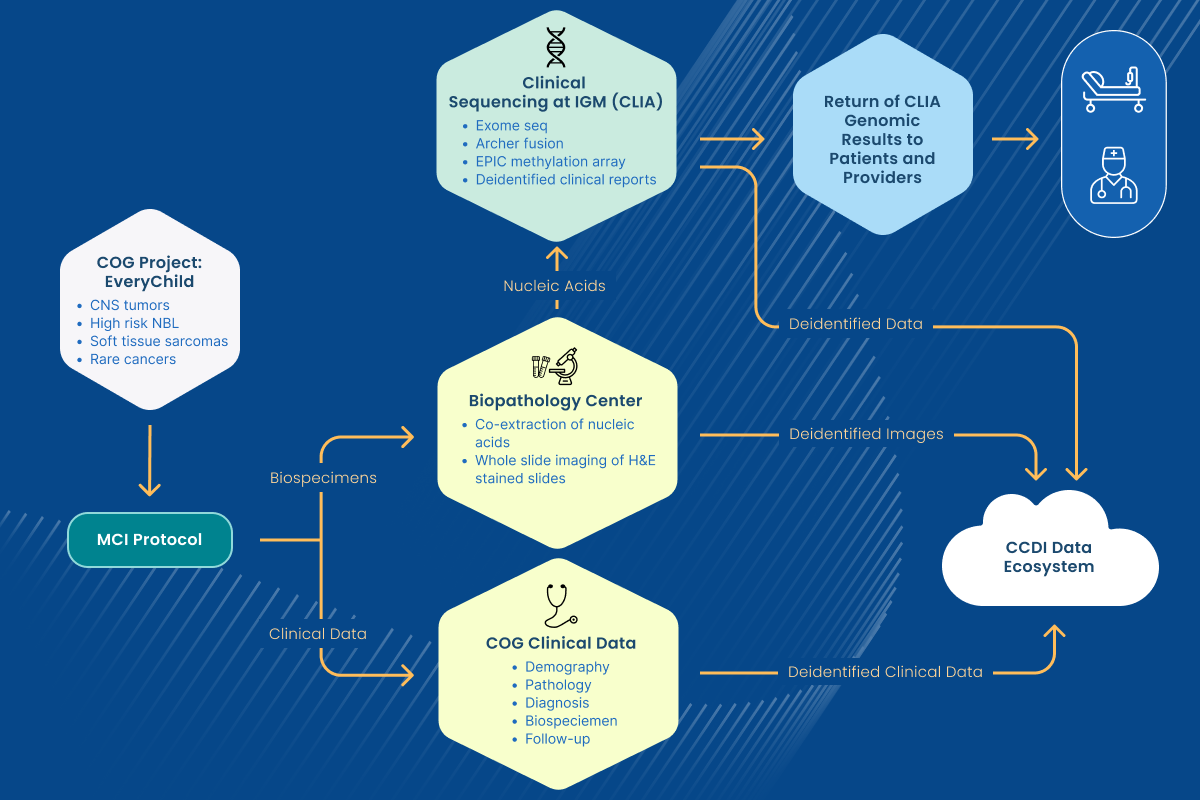 Clinical
Sequencing at IGM (CLIA)
• Exome seq
• Archer fusion
• EPIC methylation array
• Deidentified clinical reports
Return of CLIA
Genomic
Results to
Patients and
Providers
COG Project:
EveryChild
• CNS tumors
• High risk NBL
• Soft tissue sarcomas
• Rare cancers
Nucleic Acids
Deidentified Data
Biopathology Center
• Co-extraction of nucleic
acids
• Whole slide imaging of H&E
stained slides
Deidentified Images
Biospecimens
MCI Protocol
CCDI Data
Ecosystem
Clinical Data
COG Clinical Data
• Demography
• Pathology
• Diagnosis
• Biospeciemen
• Follow-up
Deidentified Clinical Data